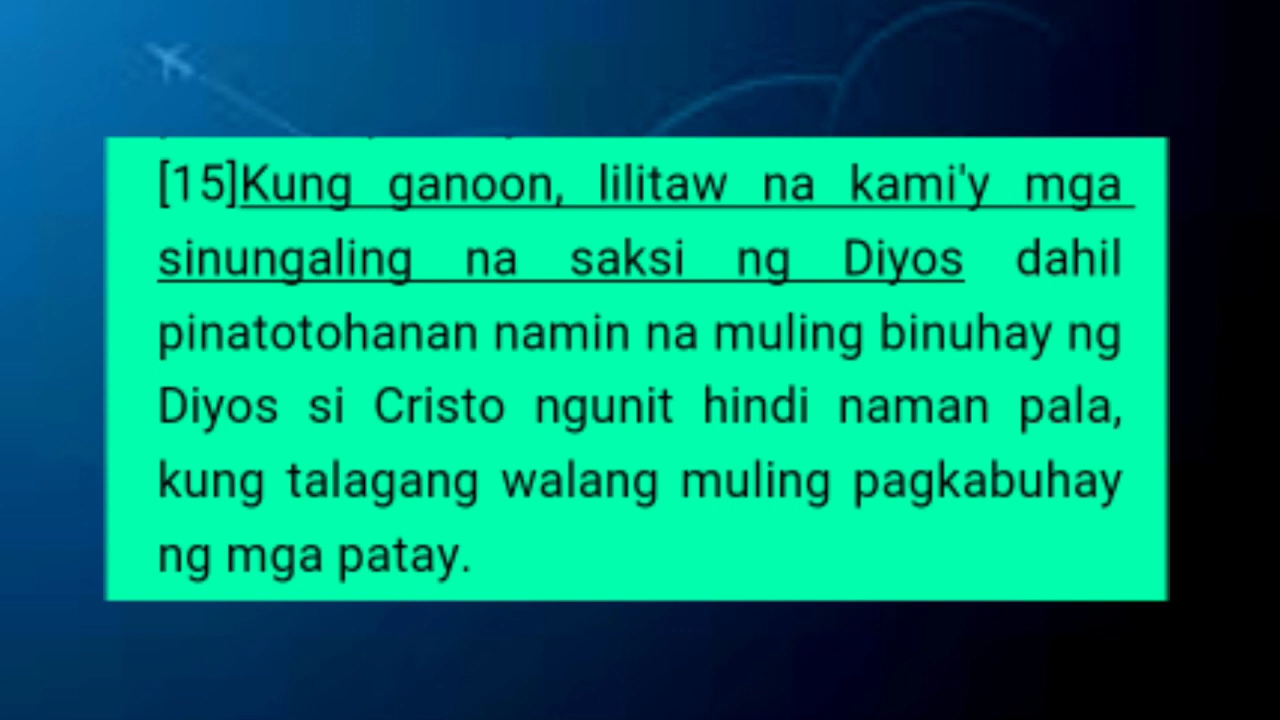 [15]Kung ganoon, lilitaw na kami'y mga
sinungaling na saksi ng Diyos dahil
pinatotohanan namin na muling binuhay ng
Diyos si Cristo ngunit hindi naman pala,
kung talagang walang muling pagkabuhay
ng mga patay.